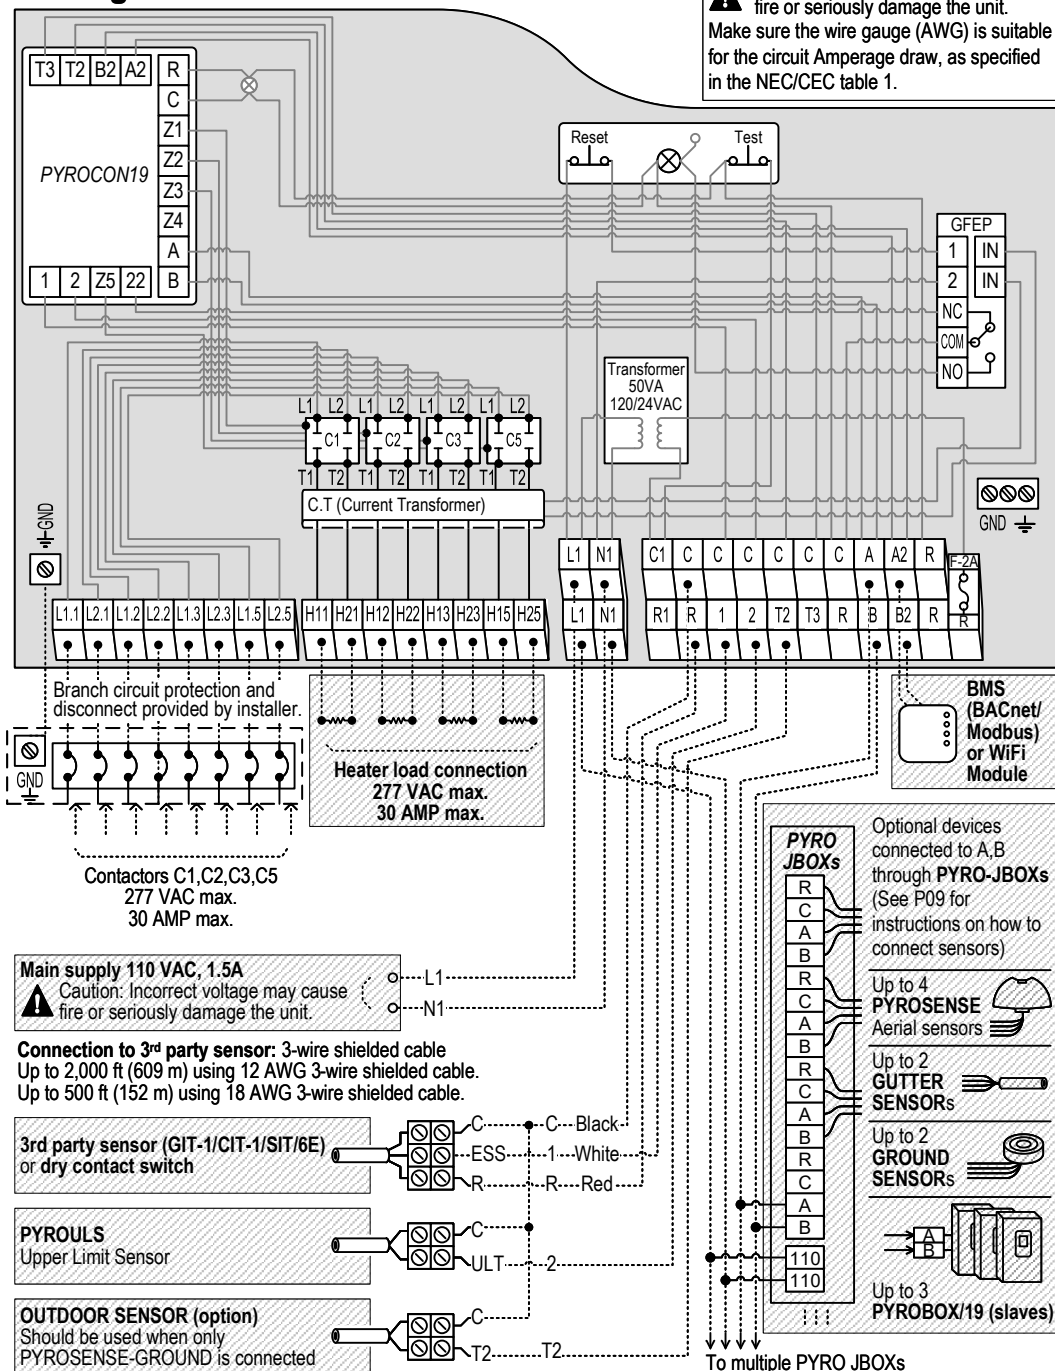 fire or seriously damage the unit.
Make sure the wire gauge (AWG) is suitable
for the circuit Amperage draw, as specified
in the NEC/CEC table 1.
T3 T2 B2 A2
R
C
Z1
Z2
Z3
Z4
A
B
PYROCON19
1 2 Z5 22
Reset
Test
GFEP
1 IN
2 IN
NC
COM
NO
Transformer
50VA
120/24VAC
L1 L2 L1 L2 L1 L2 L1 L2
C1 C2 C3 C5
T1 T2 T1 T2 T1 T2 T1 T2
C.T (Current Transformer)
GND
GND
L1 N1
C1 C C C C C C A A2 R
F-2A
L1.1 L2.1 L1.2 L2.2 L1.3 L2.3 L1.5 L2.5
H11 H21 H12 H22 H13 H23 H15 H25
L1 N1
R1 R 1 2 T2 T3 R B B2 R R
Branch circuit protection and
disconnect provided by installer.
GND
Heater load connection
277 VAC max.
30 AMP max.
BMS
(BACnet/
Modbus)
or WiFi
Module
Contactors C1,C2,C3,C5
277 VAC max.
30 AMP max.
PYRO
JBOXs
R
C
A
B
R
C
A
B
R
C
A
B
R
C
A
B
110
110
Optional devices
connected to A,B
through PYRO-JBOXs
(See P09 for
instructions on how to
connect sensors)
Up to 4
PYROSENSE
Aerial sensors
Up to 2
GUTTER
SENSORs
Up to 2
GROUND
SENSORs
A
B
Up to 3
PYROBOX/19 (slaves)
Main supply 110 VAC, 1.5A
Caution: Incorrect voltage may cause
fire or seriously damage the unit.
L1
N1
Connection to 3rd party sensor: 3-wire shielded cable
Up to 2,000 ft (609 m) using 12 AWG 3-wire shielded cable.
Up to 500 ft (152 m) using 18 AWG 3-wire shielded cable.
3rd party sensor (GIT-1/CIT-1/SIT/6E)
or dry contact switch
C C Black
ESS 1 White
R R Red
PYROULS
Upper Limit Sensor
C
ULT 2
OUTDOOR SENSOR (option)
Should be used when only
PYROSENSE-GROUND is connected
C
T2 T2
To multiple PYRO JBOXs